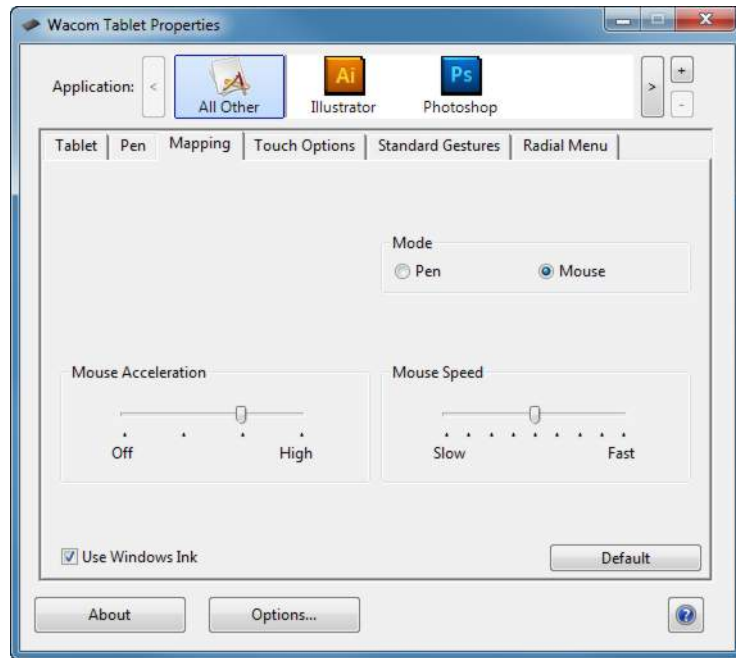 Wacom Tablet Properties
Application: < > + -
Ai Ps
All Other Illustrator Photoshop
Tablet Pen Mapping Touch Options Standard Gestures Radial Menu
Mode
Pen Mouse
Mouse Acceleration Mouse Speed
Off High Slow Fast
Use Windows Ink Default
About Options... ?